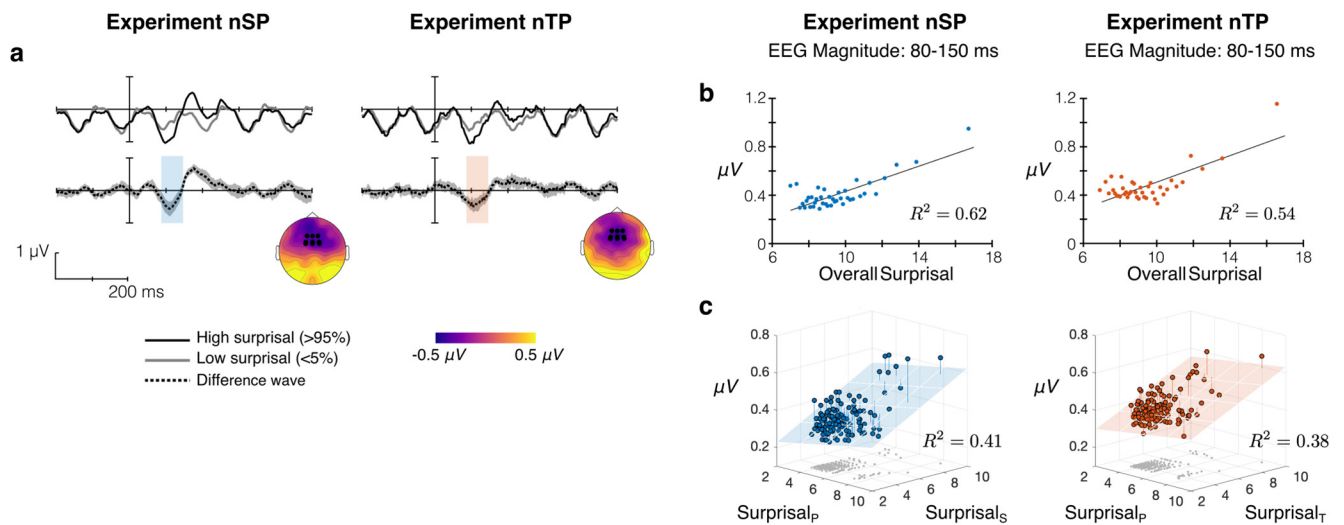 Experiment nSP
Experiment nTP
a
1 μV
200 ms
High surprisal (>95%)
Low surprisal (<5%)
Difference wave
-0.5 μV
0.5 μV
Experiment nSP
EEG Magnitude: 80-150 ms
Experiment nTP
EEG Magnitude: 80-150 ms
b
1.2
0.8
μV
0.4
0
6 8 10 12 14 16 18
Overall Surprisal
R² = 0.62
1.2
0.8
μV
0.4
0
6 8 10 12 14 16 18
Overall Surprisal
R² = 0.54
c
0.8
μV
0.6
0.4
0.2
2 4 6 8 10
2 4 6 8 10
Surprisal_P
Surprisal_S
R² = 0.41
0.8
μV
0.6
0.4
0.2
2 4 6 8 10
2 4 6 8 10
Surprisal_P
Surprisal_T
R² = 0.38